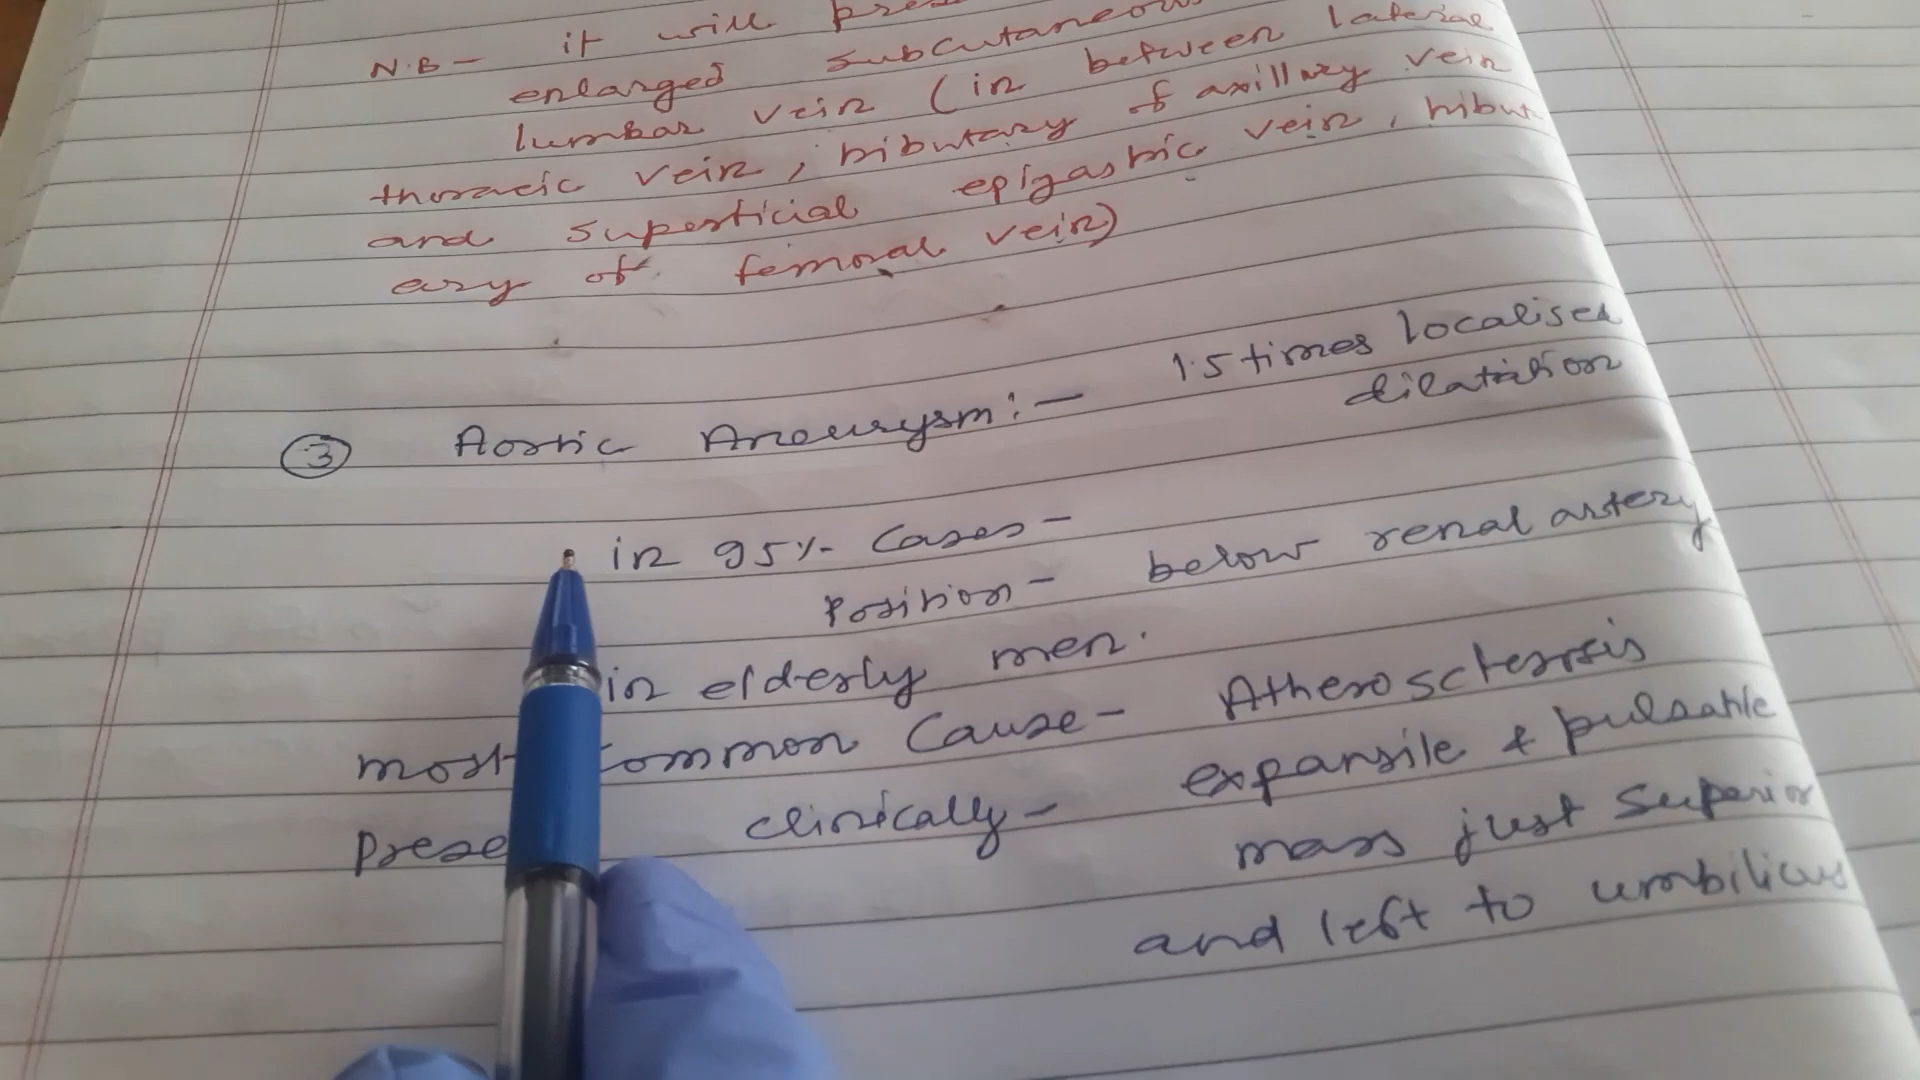 N.B - it will
enlarged subcutaneous
lumbar vein (in between lateral
thoracic vein, tributary of axillary vein
and superficial epigastric vein, tribut
ary of femoral vein)
③ Aortic Aneurysm:- 1.5 times localised
dilatation
in 95% Cases-
Position- below renal artery
in elderly men.
most common Cause- Atherosclerosis
Prese clinically- expansile & pulsatile
mass just superior
and left to umbilicus